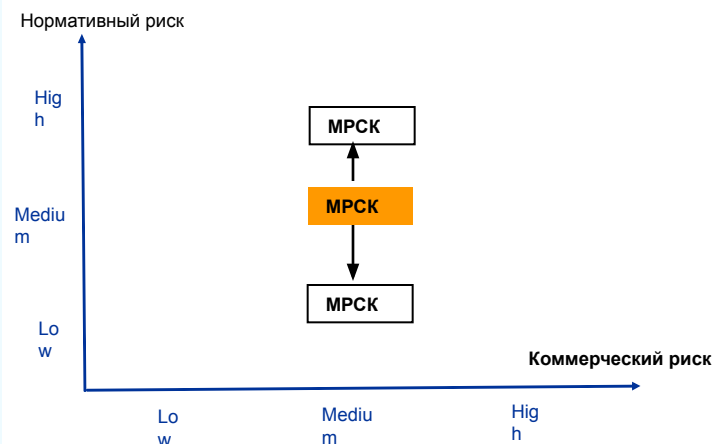 Нормативный риск
Hig
h
МРСК
Mediu
m
МРСК
МРСК
Lo
w
Коммерческий риск
Lo
w
Mediu
m
Hig
h